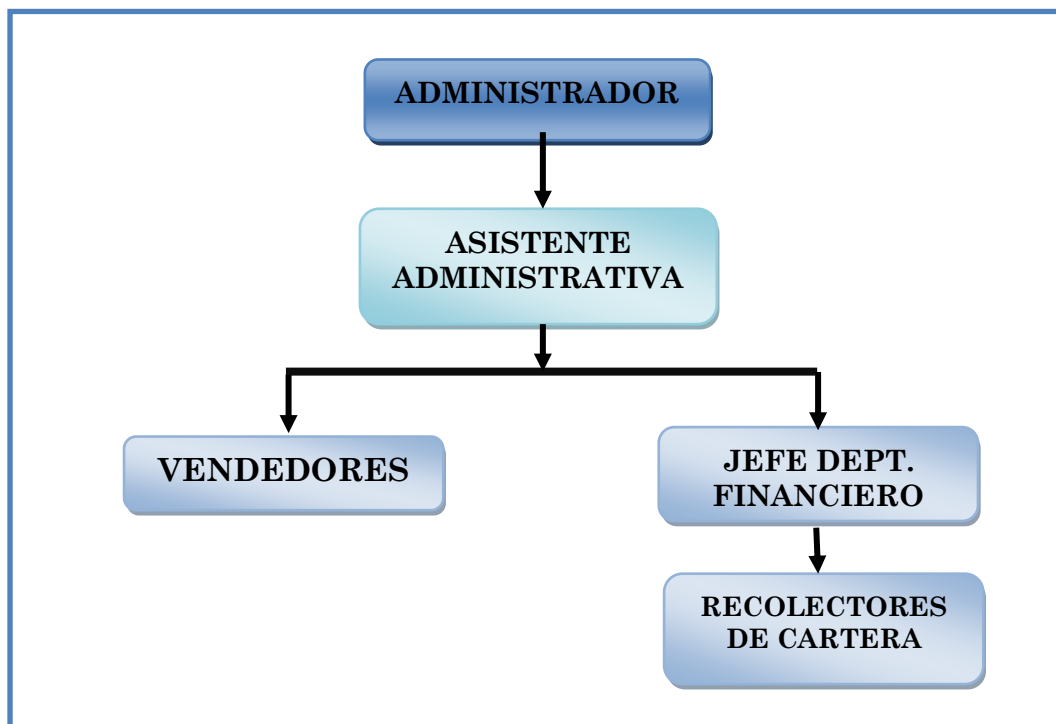 ADMINISTRADOR
ASISTENTE
ADMINISTRATIVA
VENDEDORES
JEFE DEPT.
FINANCIERO
RECOLECTORES
DE CARTERA